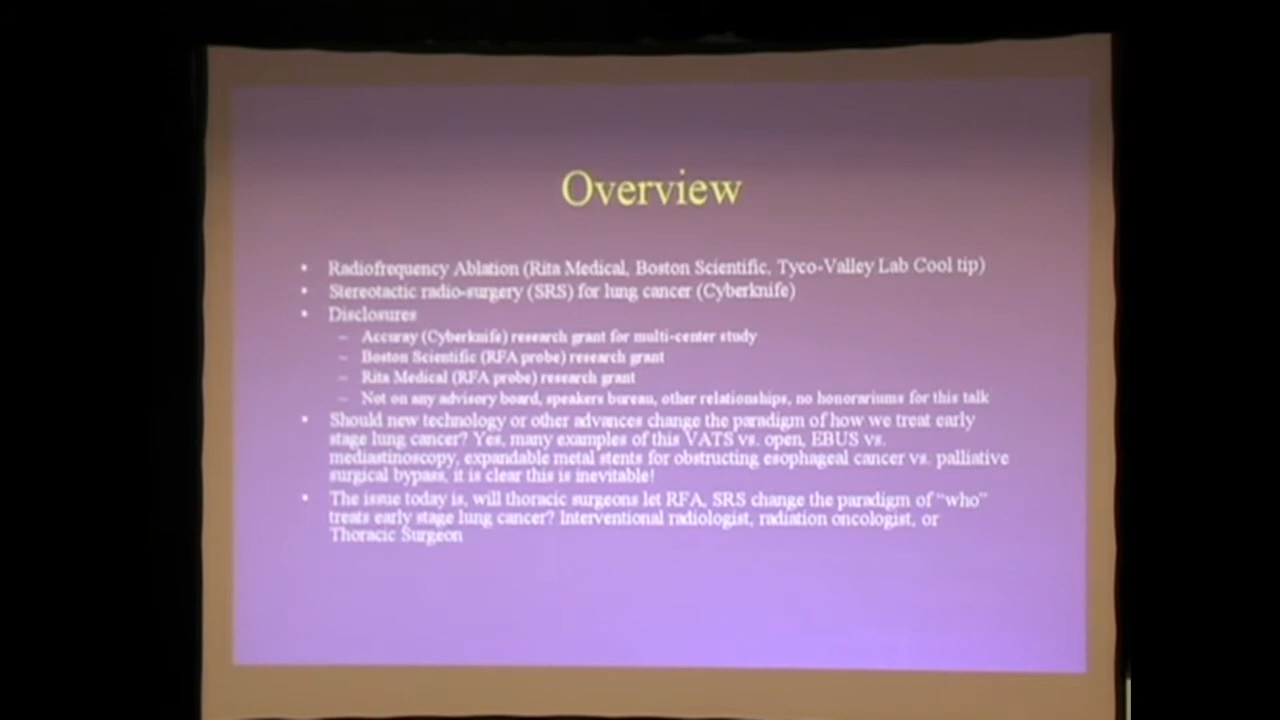 Overview
• Radiofrequency Ablation (Rita Medical, Boston Scientific, Tyco-Valley Lab Cool tip)
• Stereotactic radio-surgery (SRS) for lung cancer (Cyberknife)
• Disclosures
– Accuray (Cyberknife) research grant for multi-center study
– Boston Scientific (RFA probe) research grant
– Rita Medical (RFA probe) research grant
– Not on any advisory board, speakers bureau, other relationships, no honorariums for this talk
• Should new technology or other advances change the paradigm of how we treat early
stage lung cancer? Yes, many examples of this VATS vs. open, EBUS vs.
mediastinoscopy, expandable metal stents for obstructing esophageal cancer vs. palliative
surgical bypass, it is clear this is inevitable!
• The issue today is, will thoracic surgeons let RFA, SRS change the paradigm of "who"
treats early stage lung cancer? Interventional radiologist, radiation oncologist, or
Thoracic Surgeon